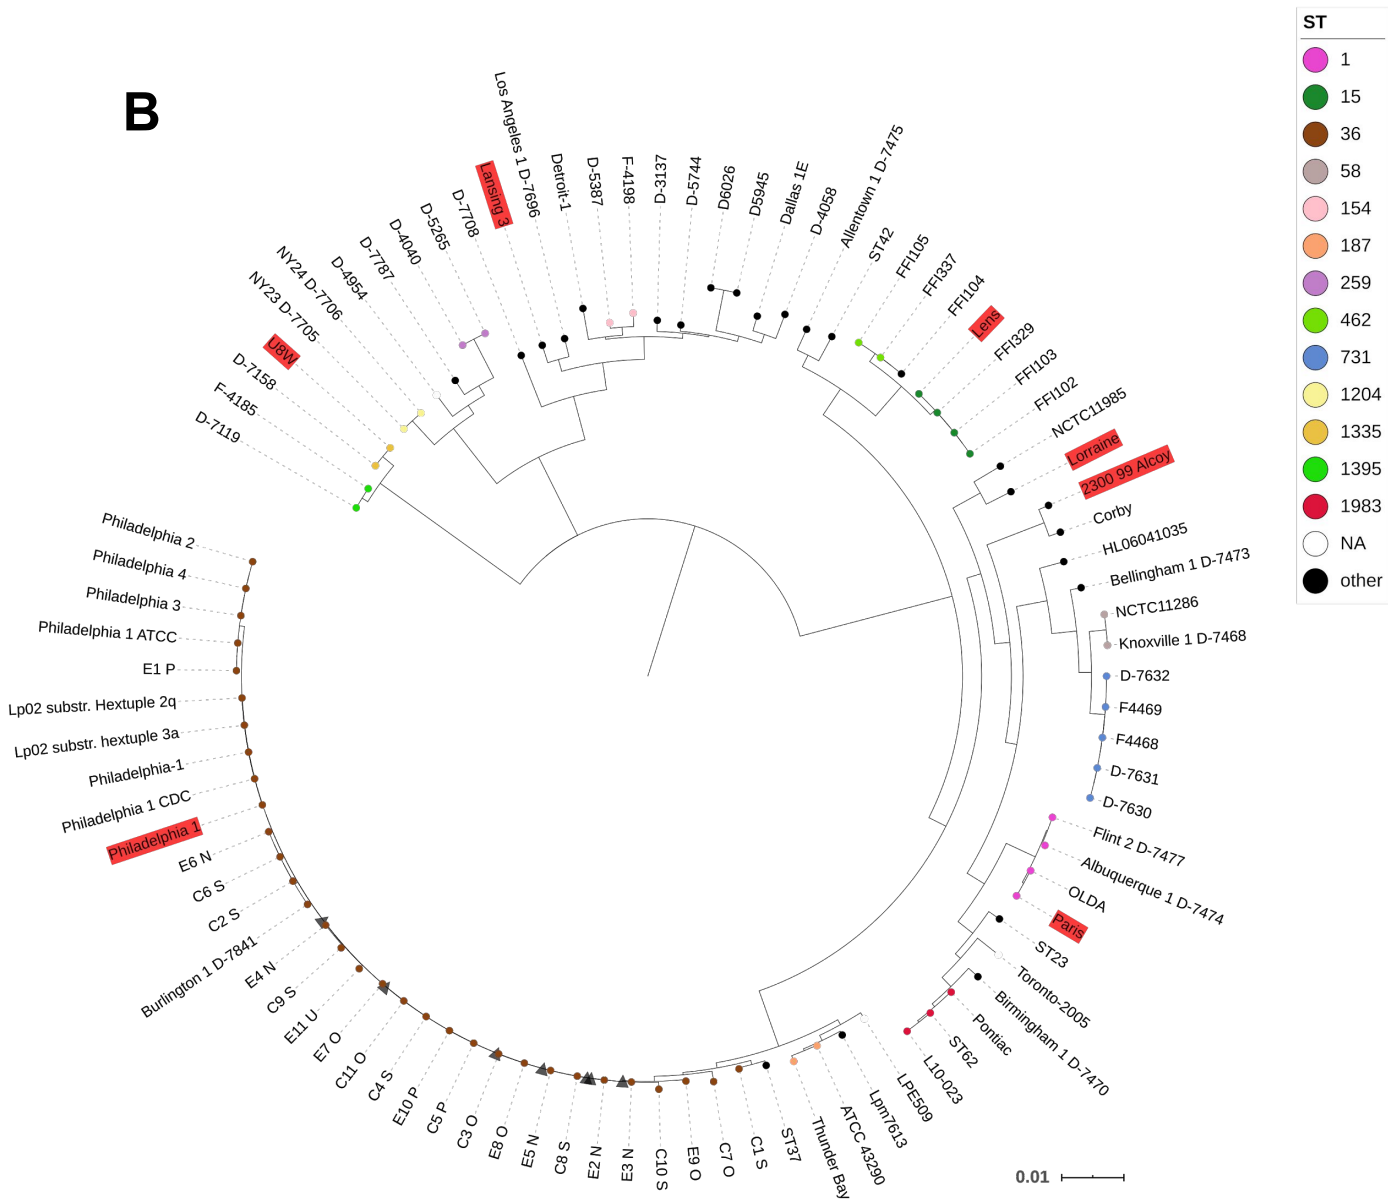 B
ST
1
15
36
58
154
187
259
462
731
1204
1335
1395
1983
NA
other
D-7119
F-4185
D-7158
U8W
NY23 D-7705
NY24 D-7706
D-4954
D-7787
D-4040
D-5265
D-7708
Lansing 3
Los Angeles 1 D-7696
Detroit-1
D-5387
F-4198
D-3137
D-5744
D6026
D5945
Dallas 1E
D-4058
Allentown 1 D-7475
ST42
FFI105
FFI337
FFI104
Lens
FFI329
FFI103
FFI102
NCTC11985
Lorraine
2300 99 Alcoy
Corby
HL06041035
Bellingham 1 D-7473
NCTC11286
Knoxville 1 D-7468
D-7632
F4469
F4468
D-7631
D-7630
Flint 2 D-7477
Albuquerque 1 D-7474
OLDA
Paris
ST23
Toronto-2005
Birmingham 1 D-7470
Pontiac
ST62
L10-023
LPE509
Lpm7613
ATCC 43290
Thunder Bay
ST37
C1 S
C7 O
E9 O
C10 S
E3 N
E2 N
C8 S
E5 N
E8 O
C3 O
C5 P
E10 P
C4 S
C11 O
E7 O
E11 U
C9 S
E4 N
Burlington 1 D-7841
C2 S
C6 S
E6 N
Philadelphia 1
Philadelphia 1 CDC
Philadelphia-1
Lp02 substr. hextuple 3a
Lp02 substr. Hextuple 2q
E1 P
Philadelphia 1 ATCC
Philadelphia 3
Philadelphia 4
Philadelphia 2
0.01